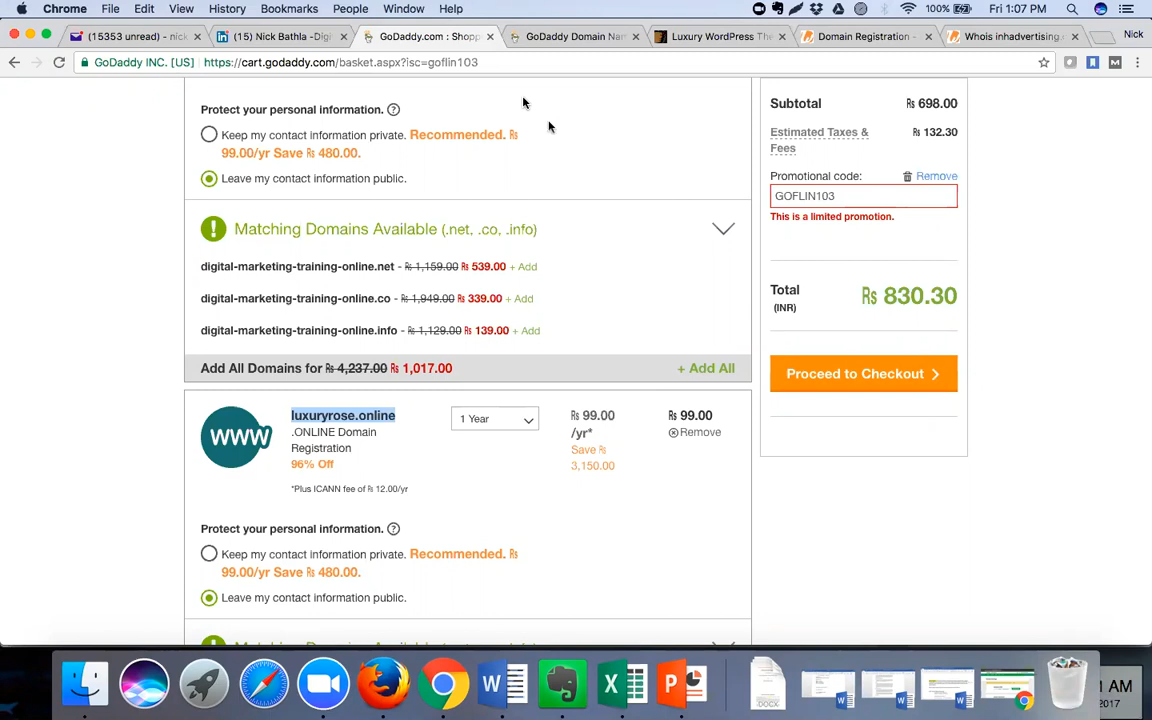 Chrome File Edit View History Bookmarks People Window Help 100% Fri 1:07 PM
(15353 unread) - nick (15) Nick Bathla -Digi GoDaddy.com : Shopp GoDaddy Domain Nam Luxury WordPress The Domain Registration - Whois inhadvertising.c Nick
GoDaddy INC. [US] https://cart.godaddy.com/basket.aspx?isc=goflin103
Protect your personal information. ?
Keep my contact information private. Recommended. Rs
99.00/yr Save Rs 480.00.
Leave my contact information public.
Matching Domains Available (.net, .co, .info)
digital-marketing-training-online.net - Rs 1,159.00 Rs 539.00 + Add
digital-marketing-training-online.co - Rs 1,949.00 Rs 339.00 + Add
digital-marketing-training-online.info - Rs 1,129.00 Rs 139.00 + Add
Add All Domains for Rs 4,237.00 Rs 1,017.00 + Add All
WWW
luxuryrose.online
.ONLINE Domain
Registration
96% Off
*Plus ICANN fee of Rs 12.00/yr
1 Year
Rs 99.00
/yr*
Save Rs
3,150.00
Rs 99.00
Remove
Protect your personal information. ?
Keep my contact information private. Recommended. Rs
99.00/yr Save Rs 480.00.
Leave my contact information public.
Subtotal Rs 698.00
Estimated Taxes & Rs 132.30
Fees
Promotional code: Remove
GOFLIN103
This is a limited promotion.
Total Rs 830.30
(INR)
Proceed to Checkout
W X P
DOCX
1 AM
2017